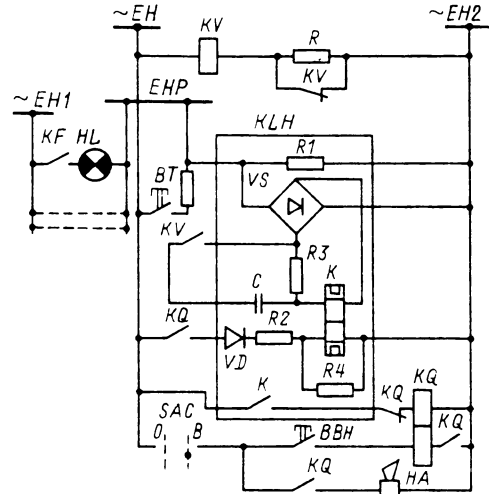 ~EH
~EH2
KV
R
KV
EHP
~EH1
KF
HL
KLH
R1
BT
VS
KV
R3
C
K
KQ
VD
R2
R4
K
KQ
KQ
SAC
O
B
BBH
KQ
KQ
HA